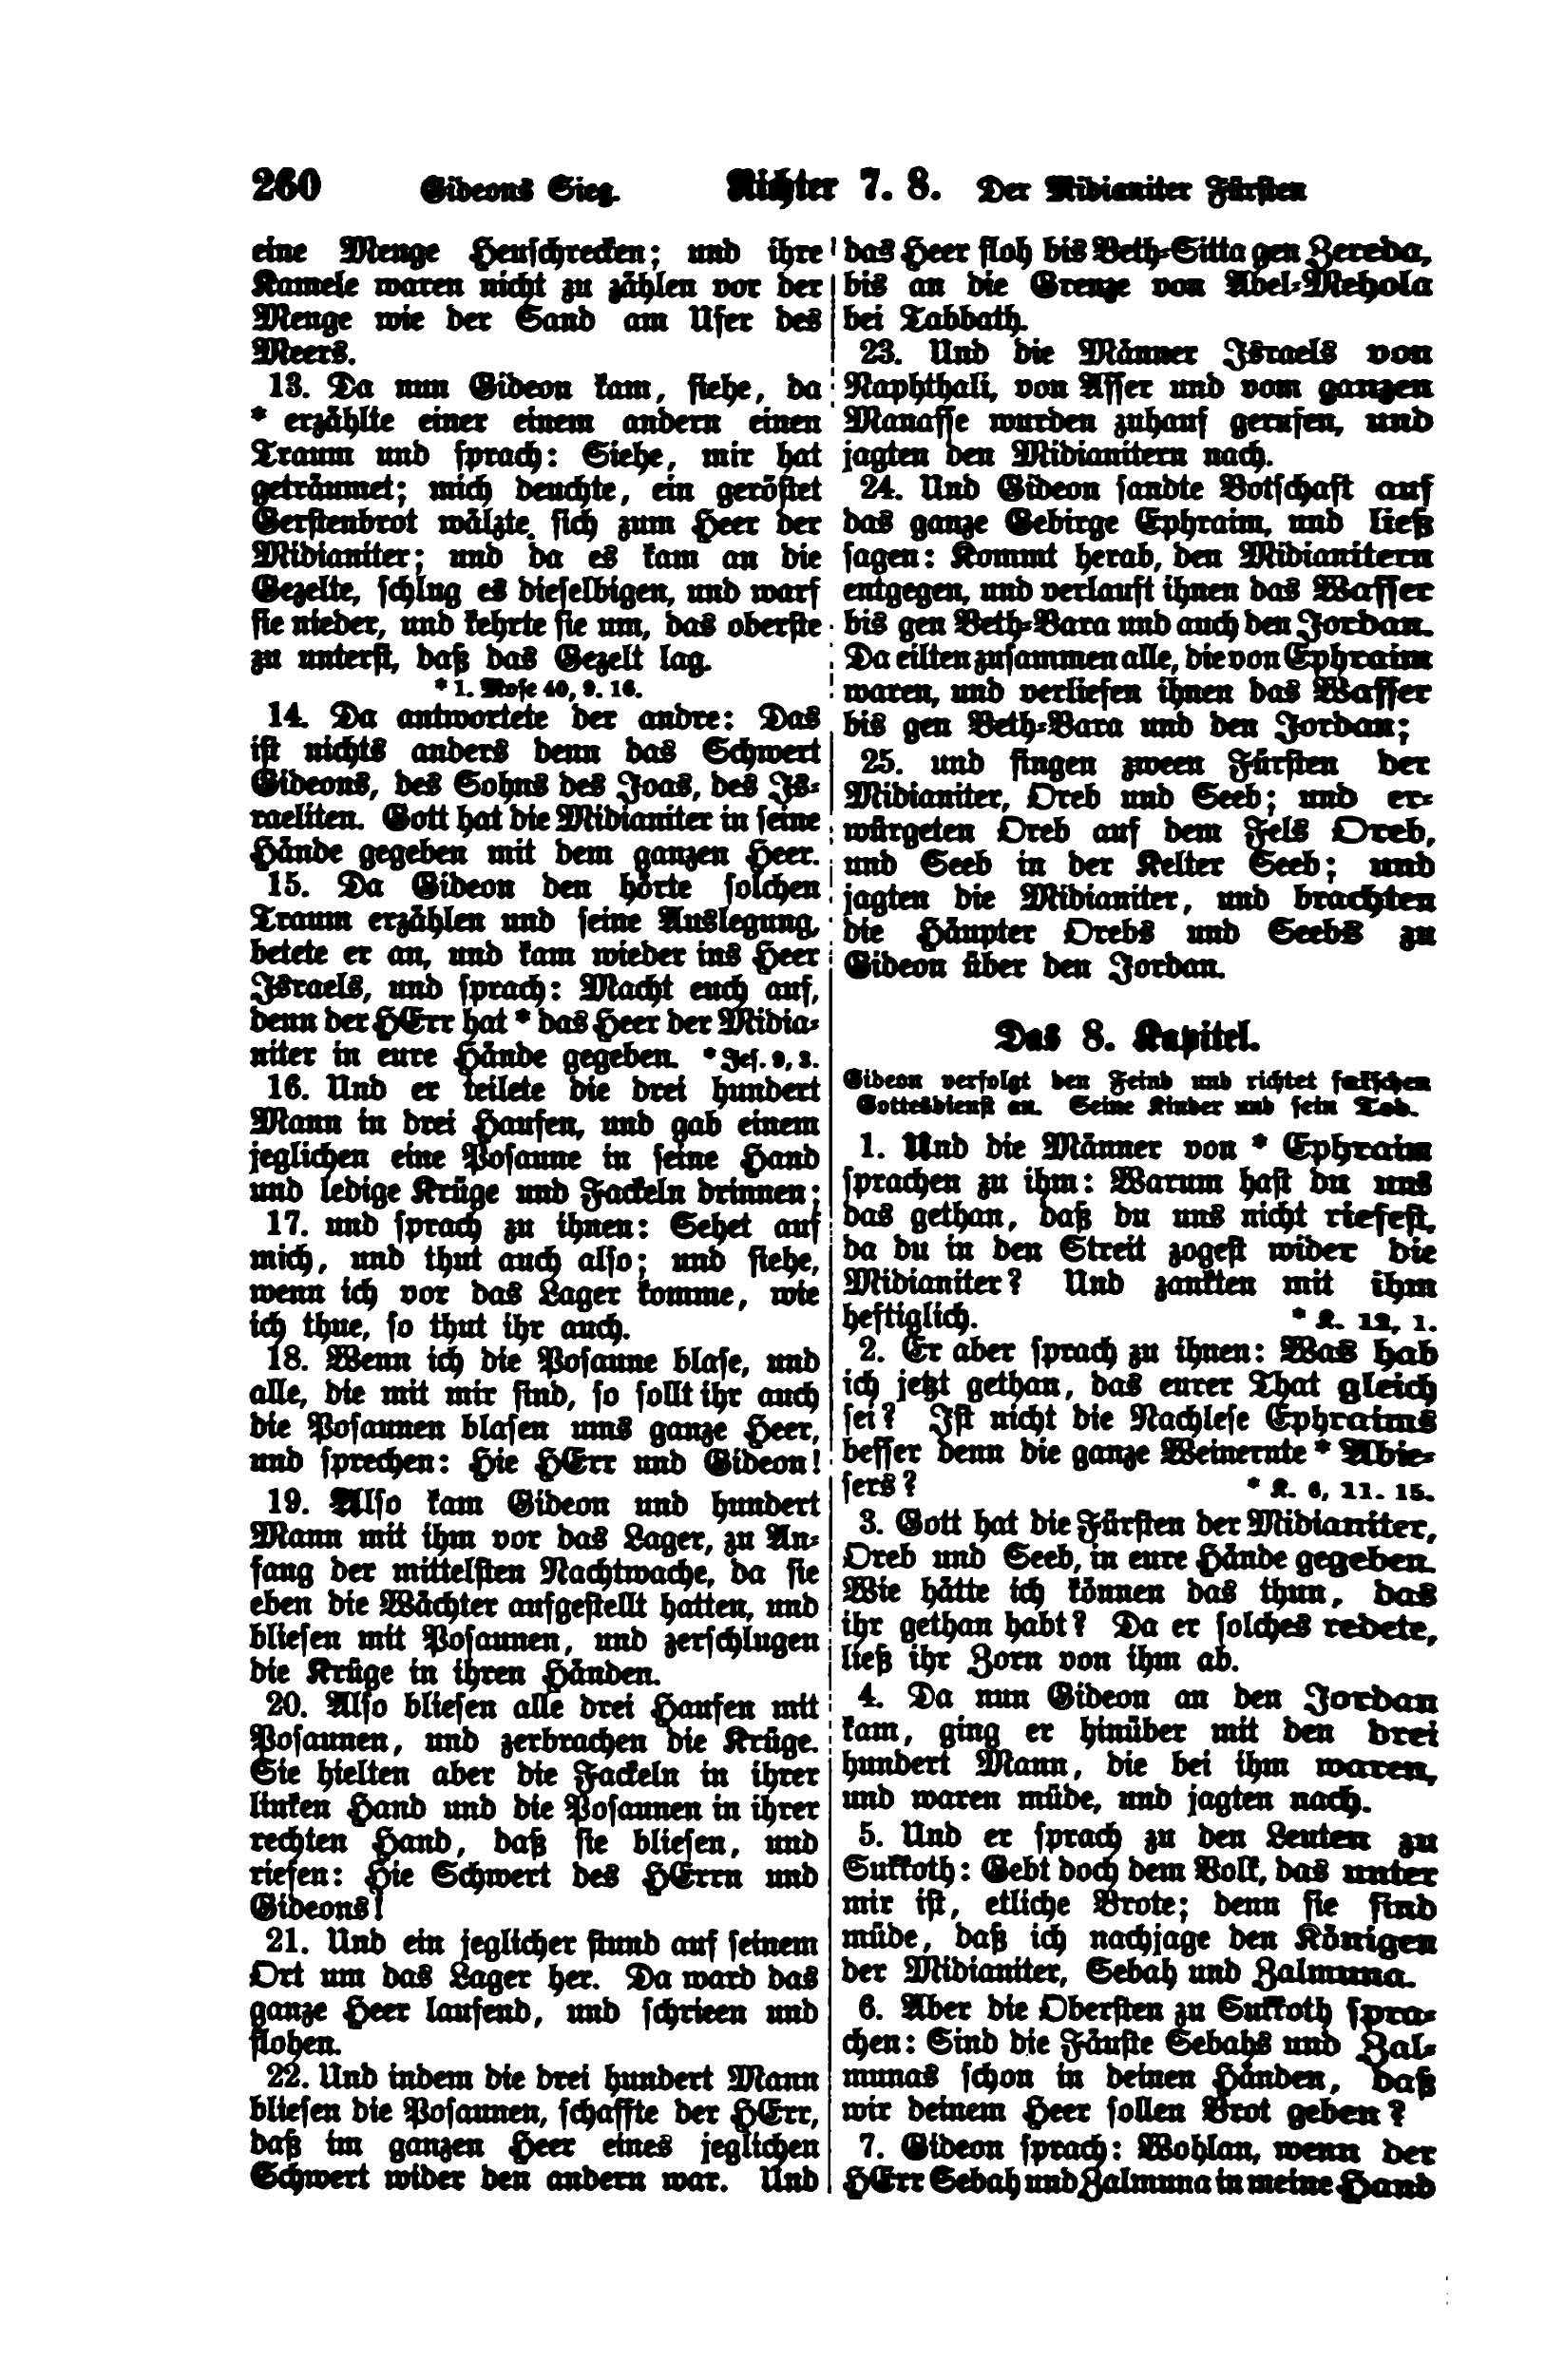 260 Gideons Sieg. Richter 7. 8. Der Midianiter Fürsten
eine Menge Heuschrecken; und ihre
Kamele waren nicht zu zählen vor der
Menge wie der Sand am Ufer des
Meers.
13. Da nun Gideon kam, siehe, da
* erzählte einer einem andern einen
Traum und sprach: Siehe, mir hat
geträumet; mich deuchte, ein geröstet
Gerstenbrot wälzte sich zum Heer der
Midianiter; und da es kam an die
Gezelte, schlug es dieselbigen, und warf
sie nieder, und kehrte sie um, das oberste
zu unterst, daß das Gezelt lag.
* 1. Mose 40, 9. 16.
14. Da antwortete der andre: Das
ist nichts anders denn das Schwert
Gideons, des Sohns des Joas, des Is-
raeliten. Gott hat die Midianiter in seine
Hände gegeben mit dem ganzen Heer.
15. Da Gideon den hörte solchen
Traum erzählen und seine Auslegung,
betete er an, und kam wieder ins Heer
Israels, und sprach: Macht euch auf,
denn der HErr hat * das Heer der Midia-
niter in eure Hände gegeben. * Jes. 9, 3.
16. Und er teilete die drei hundert
Mann in drei Haufen, und gab einem
jeglichen eine Posaune in seine Hand
und ledige Krüge und Fackeln drinnen;
17. und sprach zu ihnen: Sehet auf
mich, und thut auch also; und siehe,
wenn ich vor das Lager komme, wie
ich thue, so thut ihr auch.
18. Wenn ich die Posaune blase, und
alle, die mit mir sind, so sollt ihr auch
die Posaunen blasen ums ganze Heer,
und sprechen: Hie HErr und Gideon!
19. Also kam Gideon und hundert
Mann mit ihm vor das Lager, zu An-
fang der mittelsten Nachtwache, da sie
eben die Wächter aufgestellt hatten, und
bliesen mit Posaunen, und zerschlugen
die Krüge in ihren Händen.
20. Also bliesen alle drei Haufen mit
Posaunen, und zerbrachen die Krüge.
Sie hielten aber die Fackeln in ihrer
linken Hand und die Posaunen in ihrer
rechten Hand, daß sie bliesen, und
riefen: Hie Schwert des HErrn und
Gideons!
21. Und ein jeglicher stund auf seinem
Ort um das Lager her. Da ward das
ganze Heer laufend, und schrieen und
flohen.
22. Und indem die drei hundert Mann
bliesen die Posaunen, schaffte der HErr,
daß im ganzen Heer eines jeglichen
Schwert wider den andern war. Und
das Heer floh bis Beth-Sitta gen Zereda,
bis an die Grenze von Abel-Mehola
bei Tabbath.
23. Und die Männer Israels von
Naphthali, von Asser und vom ganzen
Manasse wurden zuhauf gerufen, und
jagten den Midianitern nach.
24. Und Gideon sandte Botschaft auf
das ganze Gebirge Ephraim, und ließ
sagen: Kommt herab, den Midianitern
entgegen, und verlauft ihnen das Wasser
bis gen Beth-Bara und auch den Jordan.
Da eilten zusammen alle, die von Ephraim
waren, und verliefen ihnen das Wasser
bis gen Beth-Bara und den Jordan;
25. und fingen zween Fürsten der
Midianiter, Oreb und Seeb; und er-
würgeten Oreb auf dem Fels Oreb,
und Seeb in der Kelter Seeb; und
jagten die Midianiter, und brachten
die Häupter Orebs und Seebs zu
Gideon über den Jordan.
Das 8. Kapitel.
Gideon verfolgt den Feind und richtet falschen
Gottesdienst an. Seine Kinder und sein Tod.
1. Und die Männer von * Ephraim
sprachen zu ihm: Warum hast du uns
das gethan, daß du uns nicht riefest,
da du in den Streit zogest wider die
Midianiter? Und zankten mit ihm
heftiglich. * K. 12, 1.
2. Er aber sprach zu ihnen: Was hab
ich jetzt gethan, das eurer That gleich
sei? Ist nicht die Nachlese Ephraims
besser denn die ganze Weinernte * Abie-
sers? * K. 6, 11. 15.
3. Gott hat die Fürsten der Midianiter,
Oreb und Seeb, in eure Hände gegeben.
Wie hätte ich können das thun, das
ihr gethan habt? Da er solches redete,
ließ ihr Zorn von ihm ab.
4. Da nun Gideon an den Jordan
kam, ging er hinüber mit den drei
hundert Mann, die bei ihm waren,
und waren müde, und jagten nach.
5. Und er sprach zu den Leuten zu
Sukkoth: Gebt doch dem Volk, das unter
mir ist, etliche Brote; denn sie sind
müde, daß ich nachjage den Königen
der Midianiter, Sebah und Zalmuna.
6. Aber die Obersten zu Sukkoth spra-
chen: Sind die Fäuste Sebahs und Zal-
munas schon in deinen Händen, daß
wir deinem Heer sollen Brot geben?
7. Gideon sprach: Wohlan, wenn der
HErr Sebah und Zalmuna in meine Hand